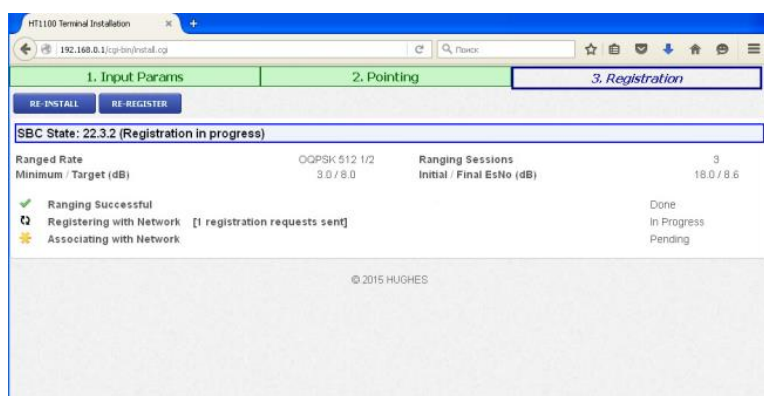 HT1100 Terminal Installation
192.168.0.1/cgi-bin/install.cgi
Поиск
1. Input Params
2. Pointing
3. Registration
RE-INSTALL
RE-REGISTER
SBC State: 22.3.2 (Registration in progress)
Ranged Rate OQPSK 512 1/2 Ranging Sessions 3
Minimum / Target (dB) 3.0 / 8.0 Initial / Final EsNo (dB) 18.0 / 8.6
Ranging Successful Done
Registering with Network [1 registration requests sent] In Progress
Associating with Network Pending
© 2015 HUGHES